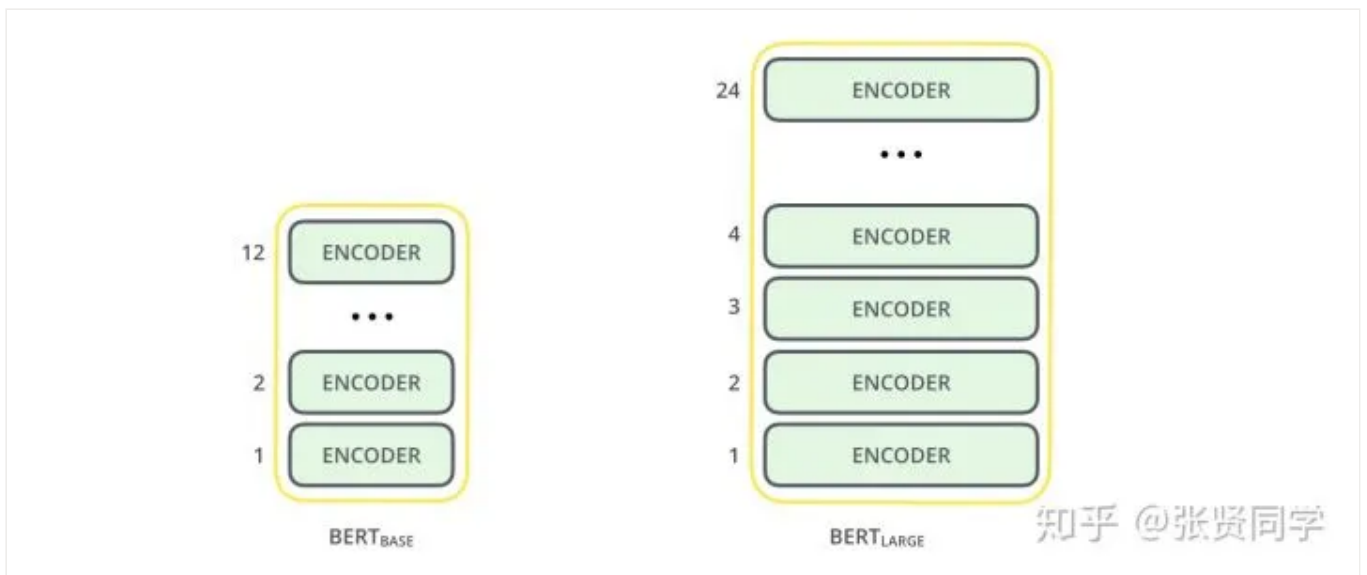 24 ENCODER
...
4 ENCODER
12 ENCODER
3 ENCODER
...
2 ENCODER
2 ENCODER
1 ENCODER
1 ENCODER
BERTBASE
BERTLARGE
知乎 @张贤同学